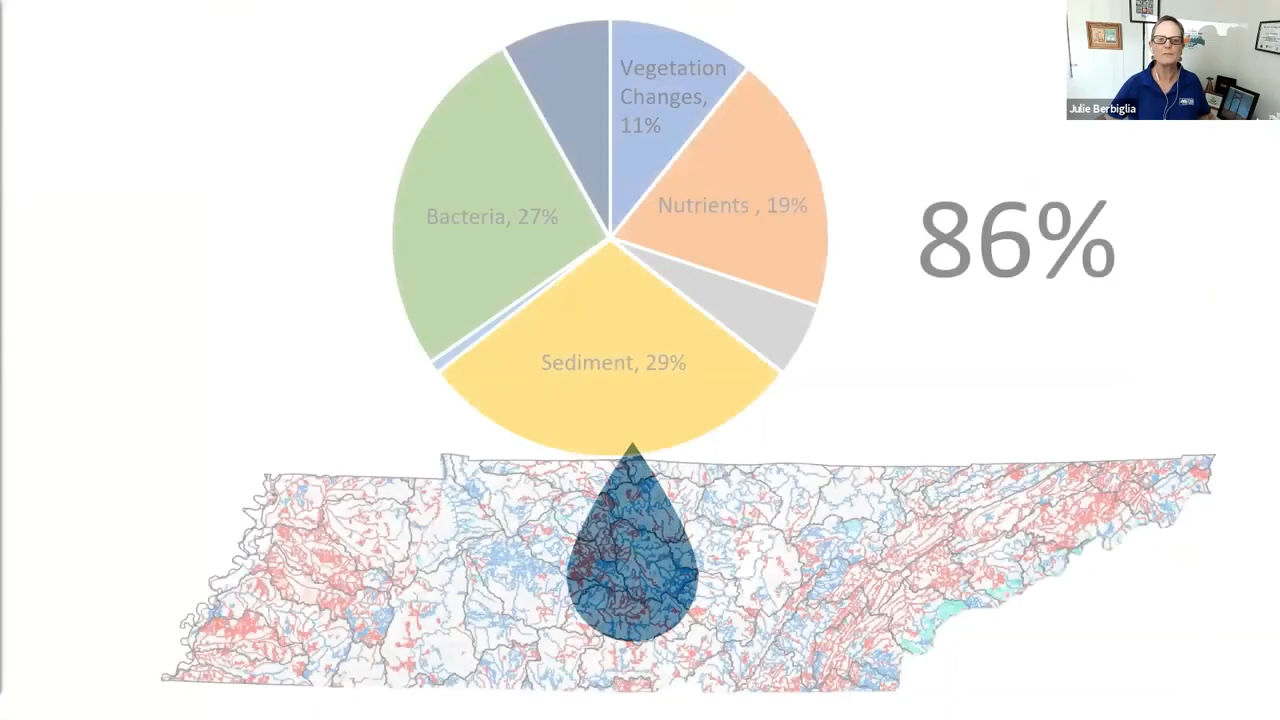 Vegetation
Changes,
11%
Nutrients , 19%
Bacteria, 27%
Sediment, 29%
86%
Julie Berbiglia